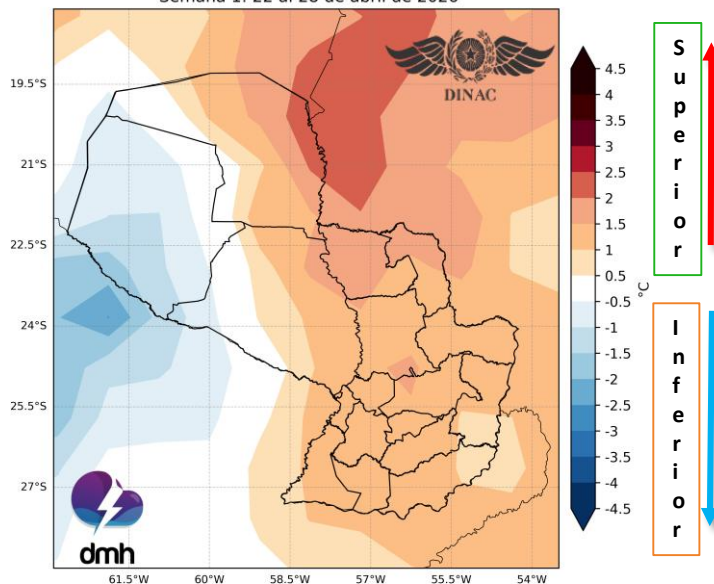 Semana 1: 22 al 28 de abril de 2026
DINAC
19.5°S
21°S
22.5°S
24°S
25.5°S
27°S
61.5°W
60°W
58.5°W
57°W
55.5°W
4.5
4
3.5
3
2.5
2
1.5
1
0.5
-0.5
-1
-1.5
-2
-2.5
-3
-3.5
-4
-4.5
°C
S
u
p
e
r
i
o
r
I
n
f
e
r
i
o
r
dmh